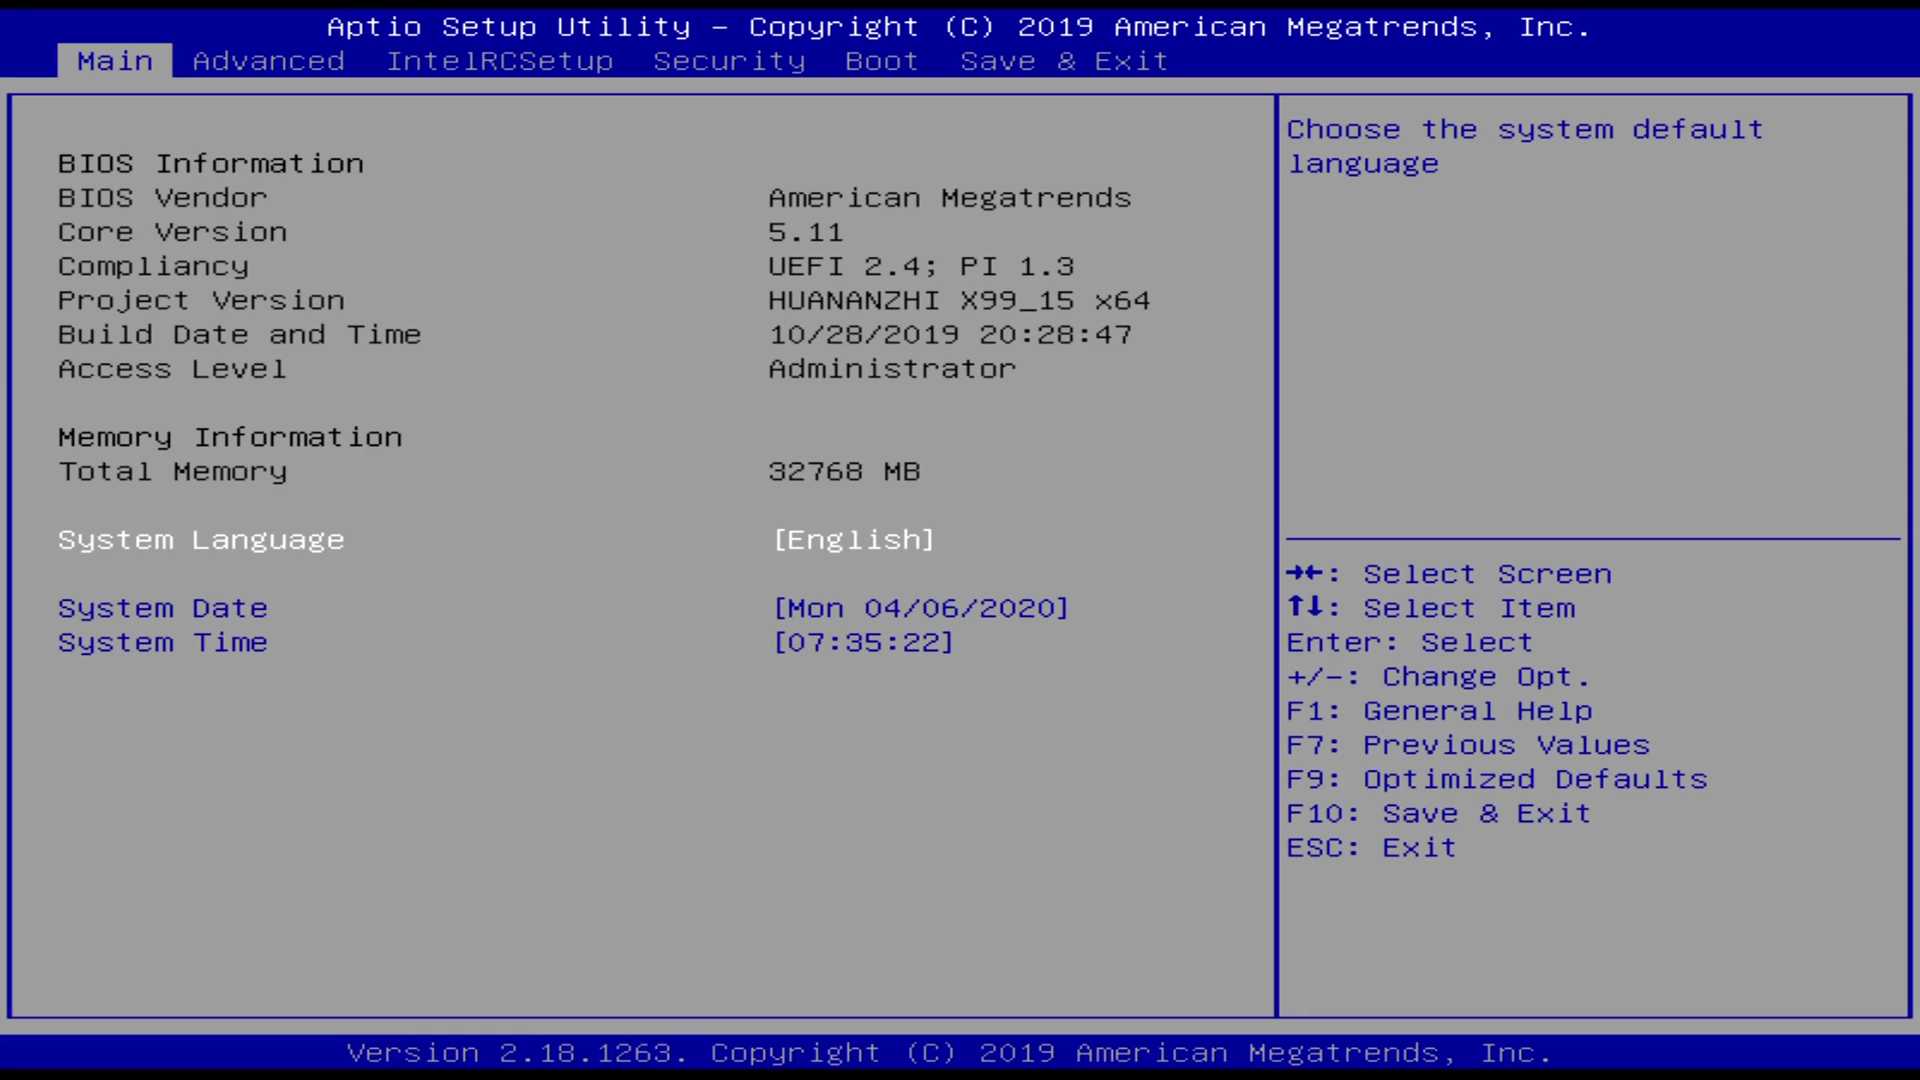 Aptio Setup Utility – Copyright (C) 2019 American Megatrends, Inc.
Main Advanced IntelRCSetup Security Boot Save & Exit
BIOS Information
BIOS Vendor American Megatrends
Core Version 5.11
Compliancy UEFI 2.4; PI 1.3
Project Version HUANANZHI X99_15 x64
Build Date and Time 10/28/2019 20:28:47
Access Level Administrator
Memory Information
Total Memory 32768 MB
System Language [English]
System Date [Mon 04/06/2020]
System Time [07:35:22]
Choose the system default
language
→←: Select Screen
↑↓: Select Item
Enter: Select
+/-: Change Opt.
F1: General Help
F7: Previous Values
F9: Optimized Defaults
F10: Save & Exit
ESC: Exit
Version 2.18.1263. Copyright (C) 2019 American Megatrends, Inc.